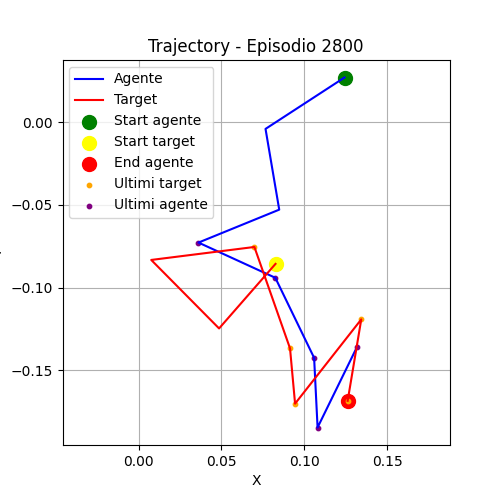 Trajectory - Episodio 2800
Agente
Target
Start agente
Start target
End agente
Ultimi target
Ultimi agente
0.00
−0.05
−0.10
−0.15
0.00
0.05
0.10
0.15
X